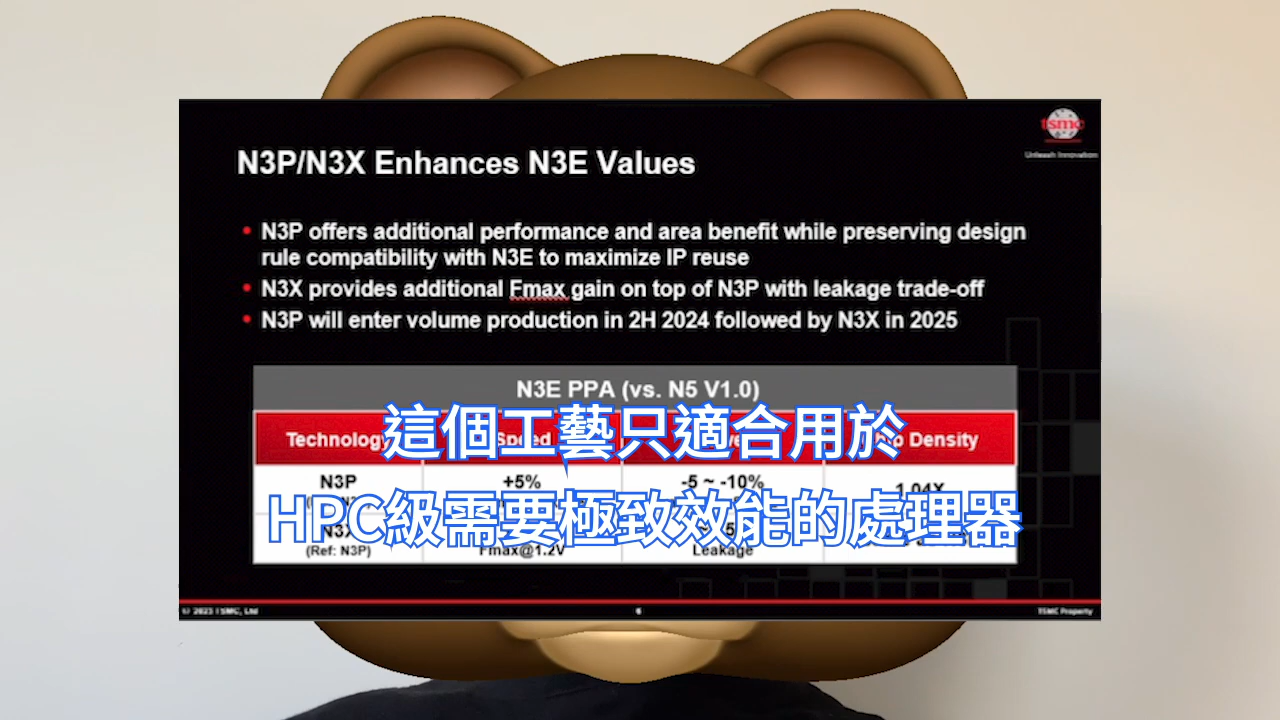 tsmc
Unleash Innovation
N3P/N3X Enhances N3E Values
• N3P offers additional performance and area benefit while preserving design
rule compatibility with N3E to maximize IP reuse
• N3X provides additional Fmax gain on top of N3P with leakage trade-off
• N3P will enter volume production in 2H 2024 followed by N3X in 2025
N3E PPA (vs. N5 V1.0)
Technology Speed Density
這個工藝只適合用於
N3P +5% -5 ~ -10% 1.04X
HPC級需要極致效能的處理器
N3X
(Ref: N3P) Fmax@1.2V Leakage
© 2023 TSMC, Ltd 6 TSMC Property